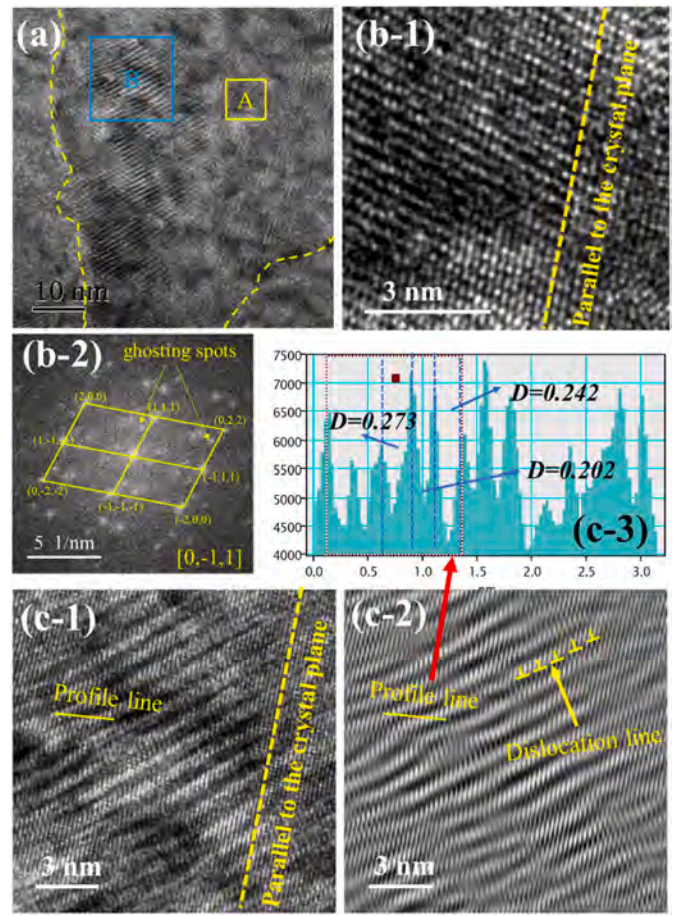 (a)
B
A
10 nm
(b-1)
Parallel to the crystal plane
3 nm
(b-2)
ghosting spots
(2,0,0)
(1,1,1)
(0,2,2)
(-1,1,1)
(0,-2,-2)
(-1,-1,-1)
(-2,0,0)
5 1/nm
[0,-1,1]
7500
7000
6500
6000
5500
5000
4500
4000
D=0.273
D=0.242
D=0.202
(c-3)
0.0 0.5 1.0 1.5 2.0 2.5 3.0
(c-1)
Profile line
Parallel to the crystal plane
3 nm
(c-2)
Profile line
Dislocation line
3 nm